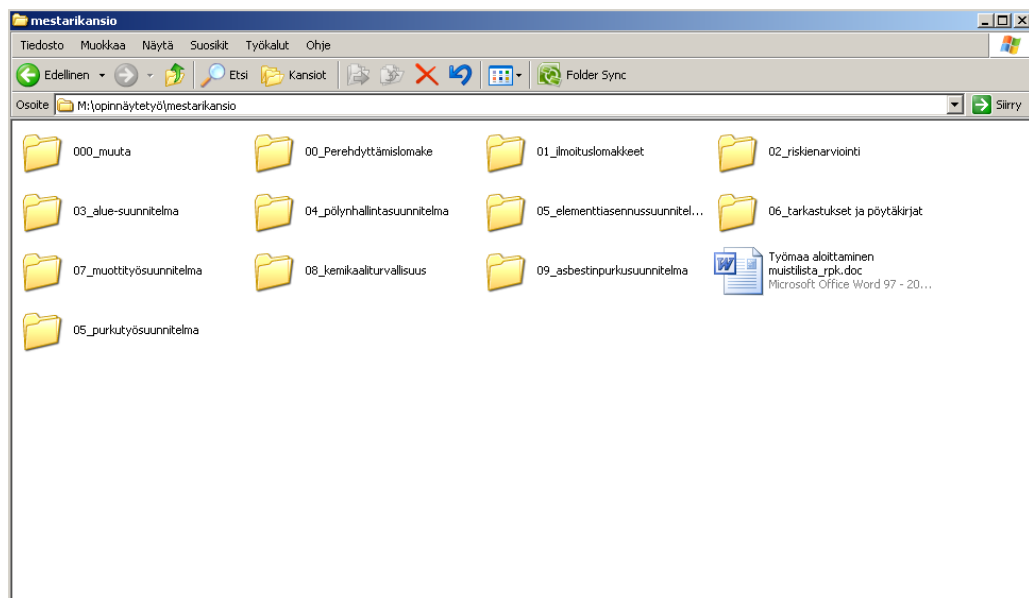 mestarikansio
Tiedosto Muokkaa Näytä Suosikit Työkalut Ohje
Edellinen Etsi Kansiot Folder Sync
Osoite M:\opinnäytetyö\mestarikansio Siirry
000_muuta 00_Perehdyttämislomake 01_ilmoituslomakkeet 02_riskienarviointi
03_alue-suunnitelma 04_pölynhallintasuunnitelma 05_elementtiasennussuunnitel... 06_tarkastukset ja pöytäkirjat
07_muottityösuunnitelma 08_kemikaaliturvallisuus 09_asbestinpurkusuunnitelma
Työmaa aloittaminen
muistilista_rpk.doc
Microsoft Office Word 97 - 20...
05_purkutyösuunnitelma